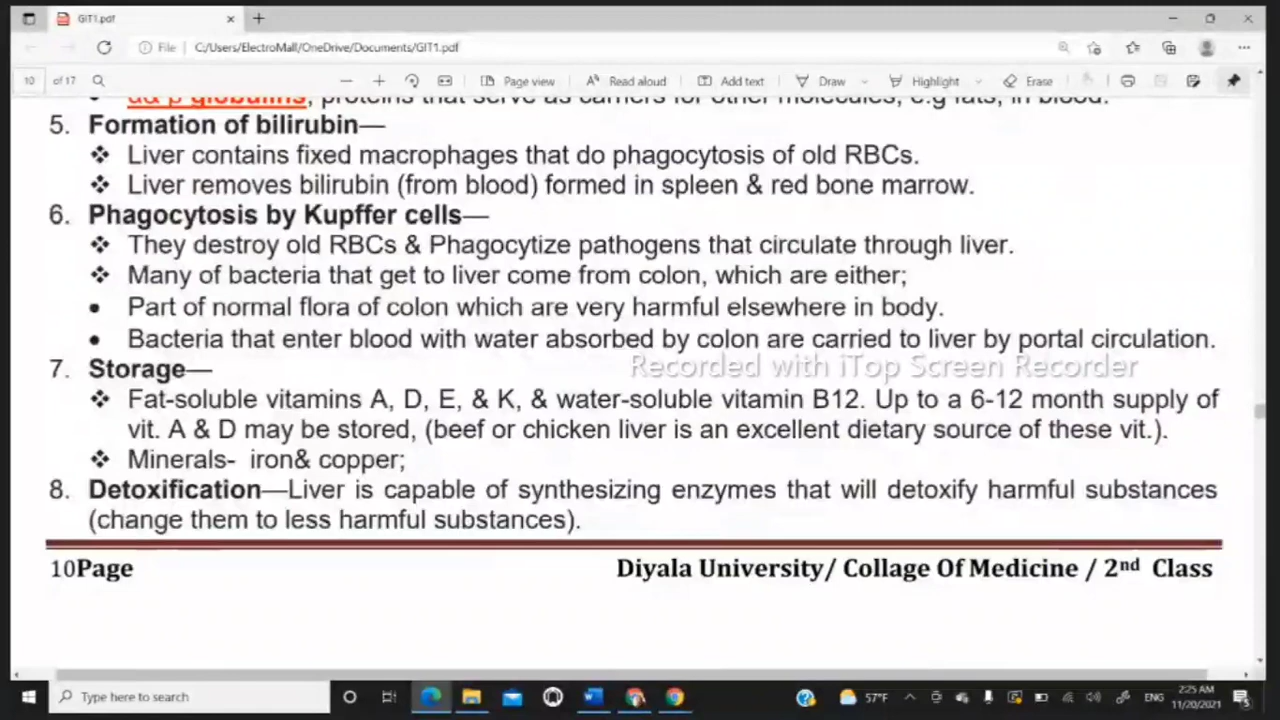 GIT1.pdf
File C:/Users/ElectroMall/OneDrive/Documents/GIT1.pdf
10 of 17 Page view Read aloud Add text Draw Highlight Erase
• α& β globulins, proteins that serve as carriers for other molecules, e.g fats, in blood.
5. Formation of bilirubin—
❖ Liver contains fixed macrophages that do phagocytosis of old RBCs.
❖ Liver removes bilirubin (from blood) formed in spleen & red bone marrow.
6. Phagocytosis by Kupffer cells—
❖ They destroy old RBCs & Phagocytize pathogens that circulate through liver.
❖ Many of bacteria that get to liver come from colon, which are either;
• Part of normal flora of colon which are very harmful elsewhere in body.
• Bacteria that enter blood with water absorbed by colon are carried to liver by portal circulation.
Recorded with iTop Screen Recorder
7. Storage—
❖ Fat-soluble vitamins A, D, E, & K, & water-soluble vitamin B12. Up to a 6-12 month supply of
vit. A & D may be stored, (beef or chicken liver is an excellent dietary source of these vit.).
❖ Minerals- iron& copper;
8. Detoxification—Liver is capable of synthesizing enzymes that will detoxify harmful substances
(change them to less harmful substances).
10Page Diyala University/ Collage Of Medicine / 2nd Class
Type here to search 57°F ENG 2:25 AM
11/20/2021